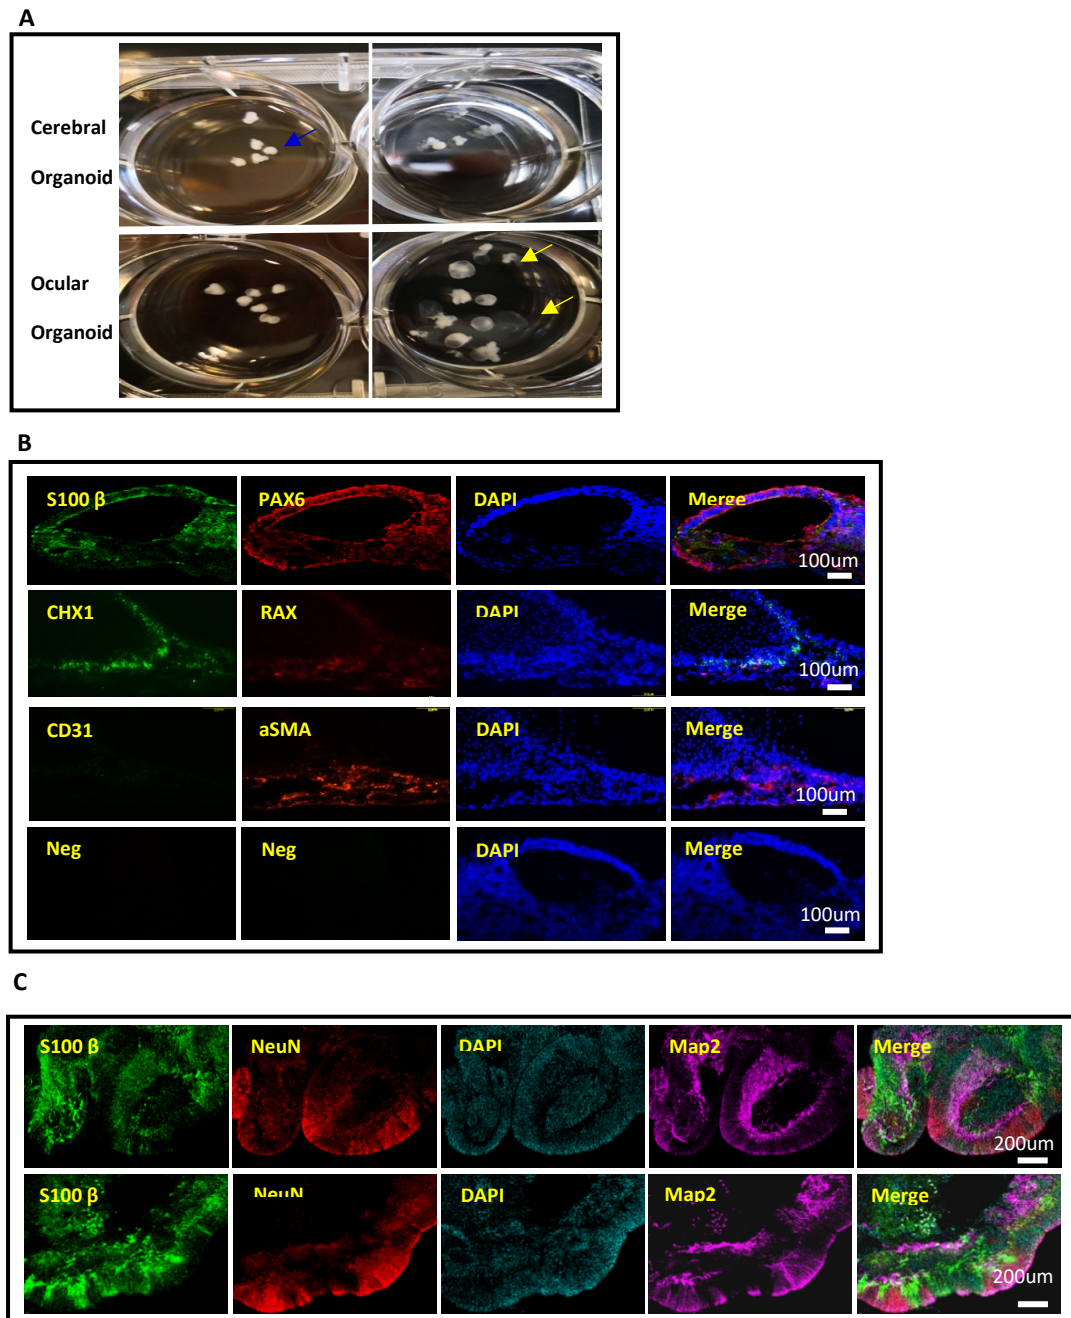 A
Cerebral
Organoid
Ocular
Organoid
B
S100 β PAX6 DAPI Merge
100um
CHX1 RAX DAPI Merge
100um
CD31 aSMA DAPI Merge
100um
Neg Neg DAPI Merge
100um
C
S100 β NeuN DAPI Map2 Merge
200um
S100 β NeuN DAPI Map2 Merge
200um